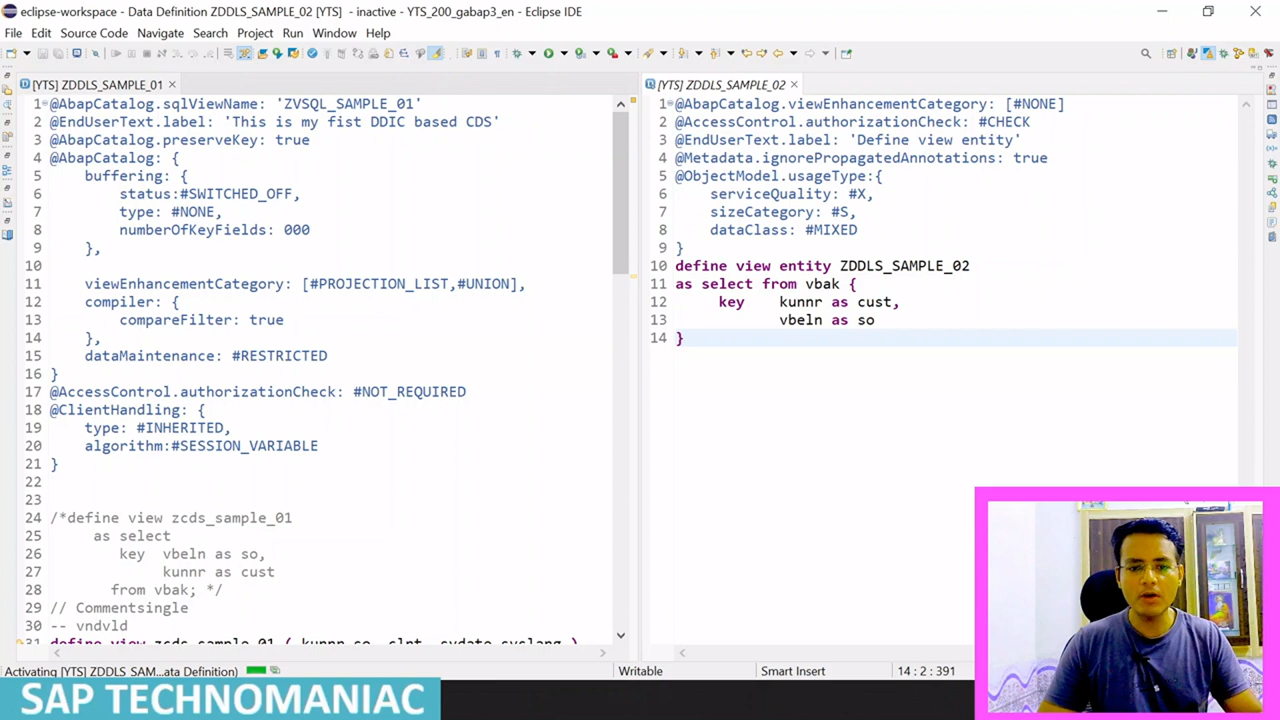 eclipse-workspace - Data Definition ZDDLS_SAMPLE_02 [YTS] - inactive - YTS_200_gabap3_en - Eclipse IDE
File Edit Source Code Navigate Search Project Run Window Help
[YTS] ZDDLS_SAMPLE_01
1 @AbapCatalog.sqlViewName: 'ZVSQL_SAMPLE_01'
2 @EndUserText.label: 'This is my fist DDIC based CDS'
3 @AbapCatalog.preserveKey: true
4 @AbapCatalog: {
5 buffering: {
6 status:#SWITCHED_OFF,
7 type: #NONE,
8 numberOfKeyFields: 000
9 },
10
11 viewEnhancementCategory: [#PROJECTION_LIST,#UNION],
12 compiler: {
13 compareFilter: true
14 },
15 dataMaintenance: #RESTRICTED
16 }
17 @AccessControl.authorizationCheck: #NOT_REQUIRED
18 @ClientHandling: {
19 type: #INHERITED,
20 algorithm:#SESSION_VARIABLE
21 }
22
23
24 /*define view zcds_sample_01
25 as select
26 key vbeln as so,
27 kunnr as cust
28 from vbak; */
29 // Commentsingle
30 -- vndvld
31 define view zcds_sample_01 ( kunnr,so, clnt, sydate,syslang )
[YTS] ZDDLS_SAMPLE_02
1 @AbapCatalog.viewEnhancementCategory: [#NONE]
2 @AccessControl.authorizationCheck: #CHECK
3 @EndUserText.label: 'Define view entity'
4 @Metadata.ignorePropagatedAnnotations: true
5 @ObjectModel.usageType:{
6 serviceQuality: #X,
7 sizeCategory: #S,
8 dataClass: #MIXED
9 }
10 define view entity ZDDLS_SAMPLE_02
11 as select from vbak {
12 key kunnr as cust,
13 vbeln as so
14 }
Activating [YTS] ZDDLS_SAM...ata Definition) Writable Smart Insert 14 : 2 : 391
SAP TECHNOMANIAC